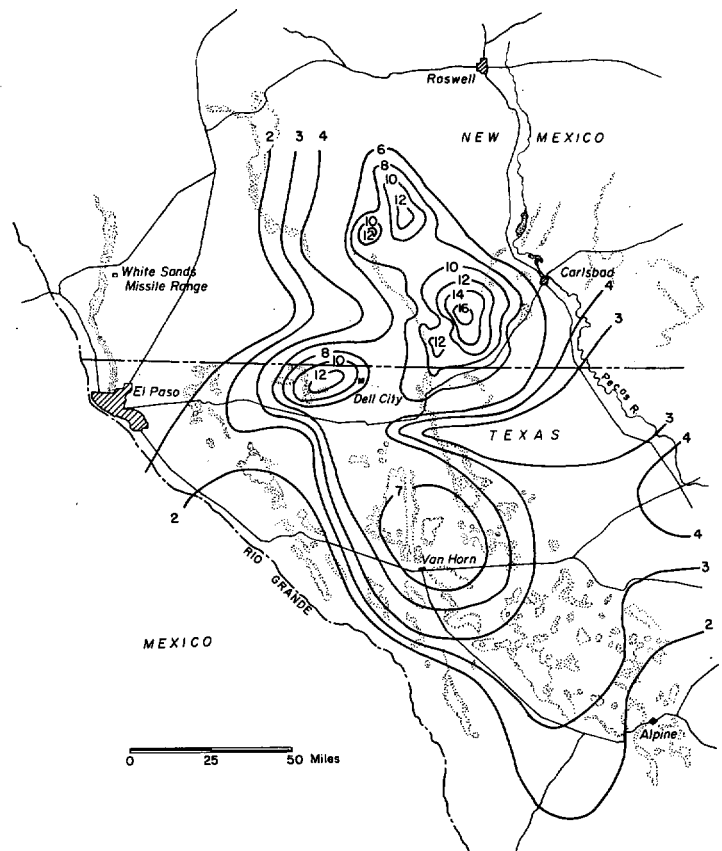 Roswell
NEW MEXICO
2 3 4
6
8
10
12
10
12
10
12
14
16
12
White Sands
Missile Range
Carlsbad
4
3
Pecos R.
8
10
12
El Paso
Dell City
TEXAS
3
4
7
2
Van Horn
4
3
RIO GRANDE
2
MEXICO
Alpine
0 25 50 Miles